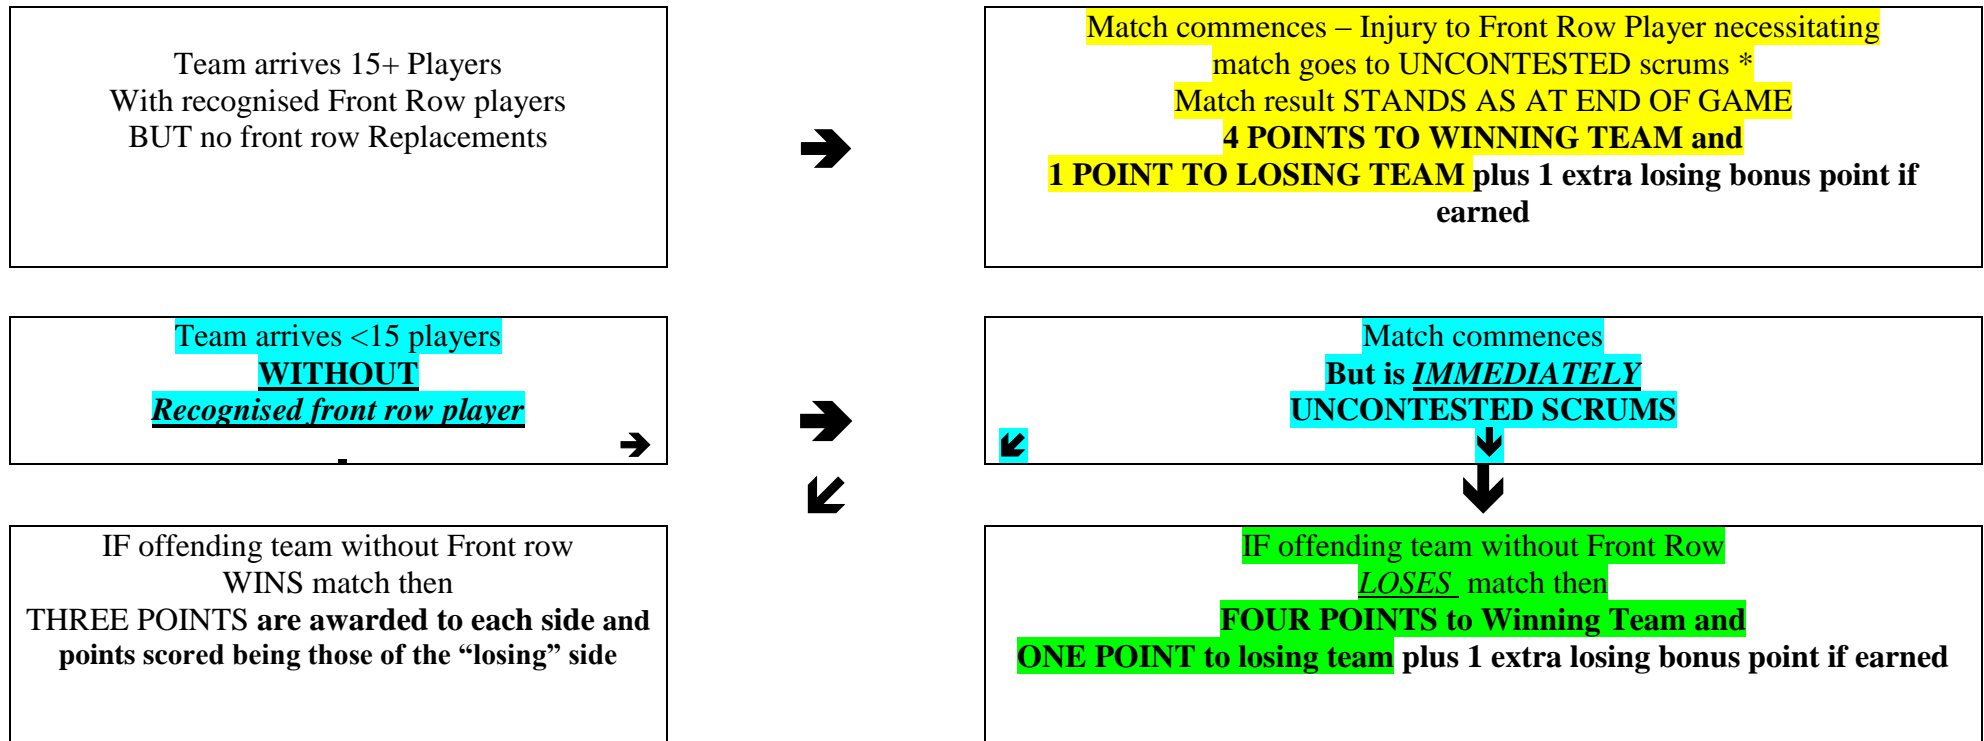 Team arrives 15+ Players
With recognised Front Row players
BUT no front row Replacements
Match commences – Injury to Front Row Player necessitating
match goes to UNCONTESTED scrums *
Match result STANDS AS AT END OF GAME
4 POINTS TO WINNING TEAM and
1 POINT TO LOSING TEAM plus 1 extra losing bonus point if
earned
Team arrives <15 players
WITHOUT
Recognised front row player
Match commences
But is IMMEDIATELY
UNCONTESTED SCRUMS
IF offending team without Front row
WINS match then
THREE POINTS are awarded to each side and
points scored being those of the “losing” side
IF offending team without Front Row
LOSES match then
FOUR POINTS to Winning Team and
ONE POINT to losing team plus 1 extra losing bonus point if earned